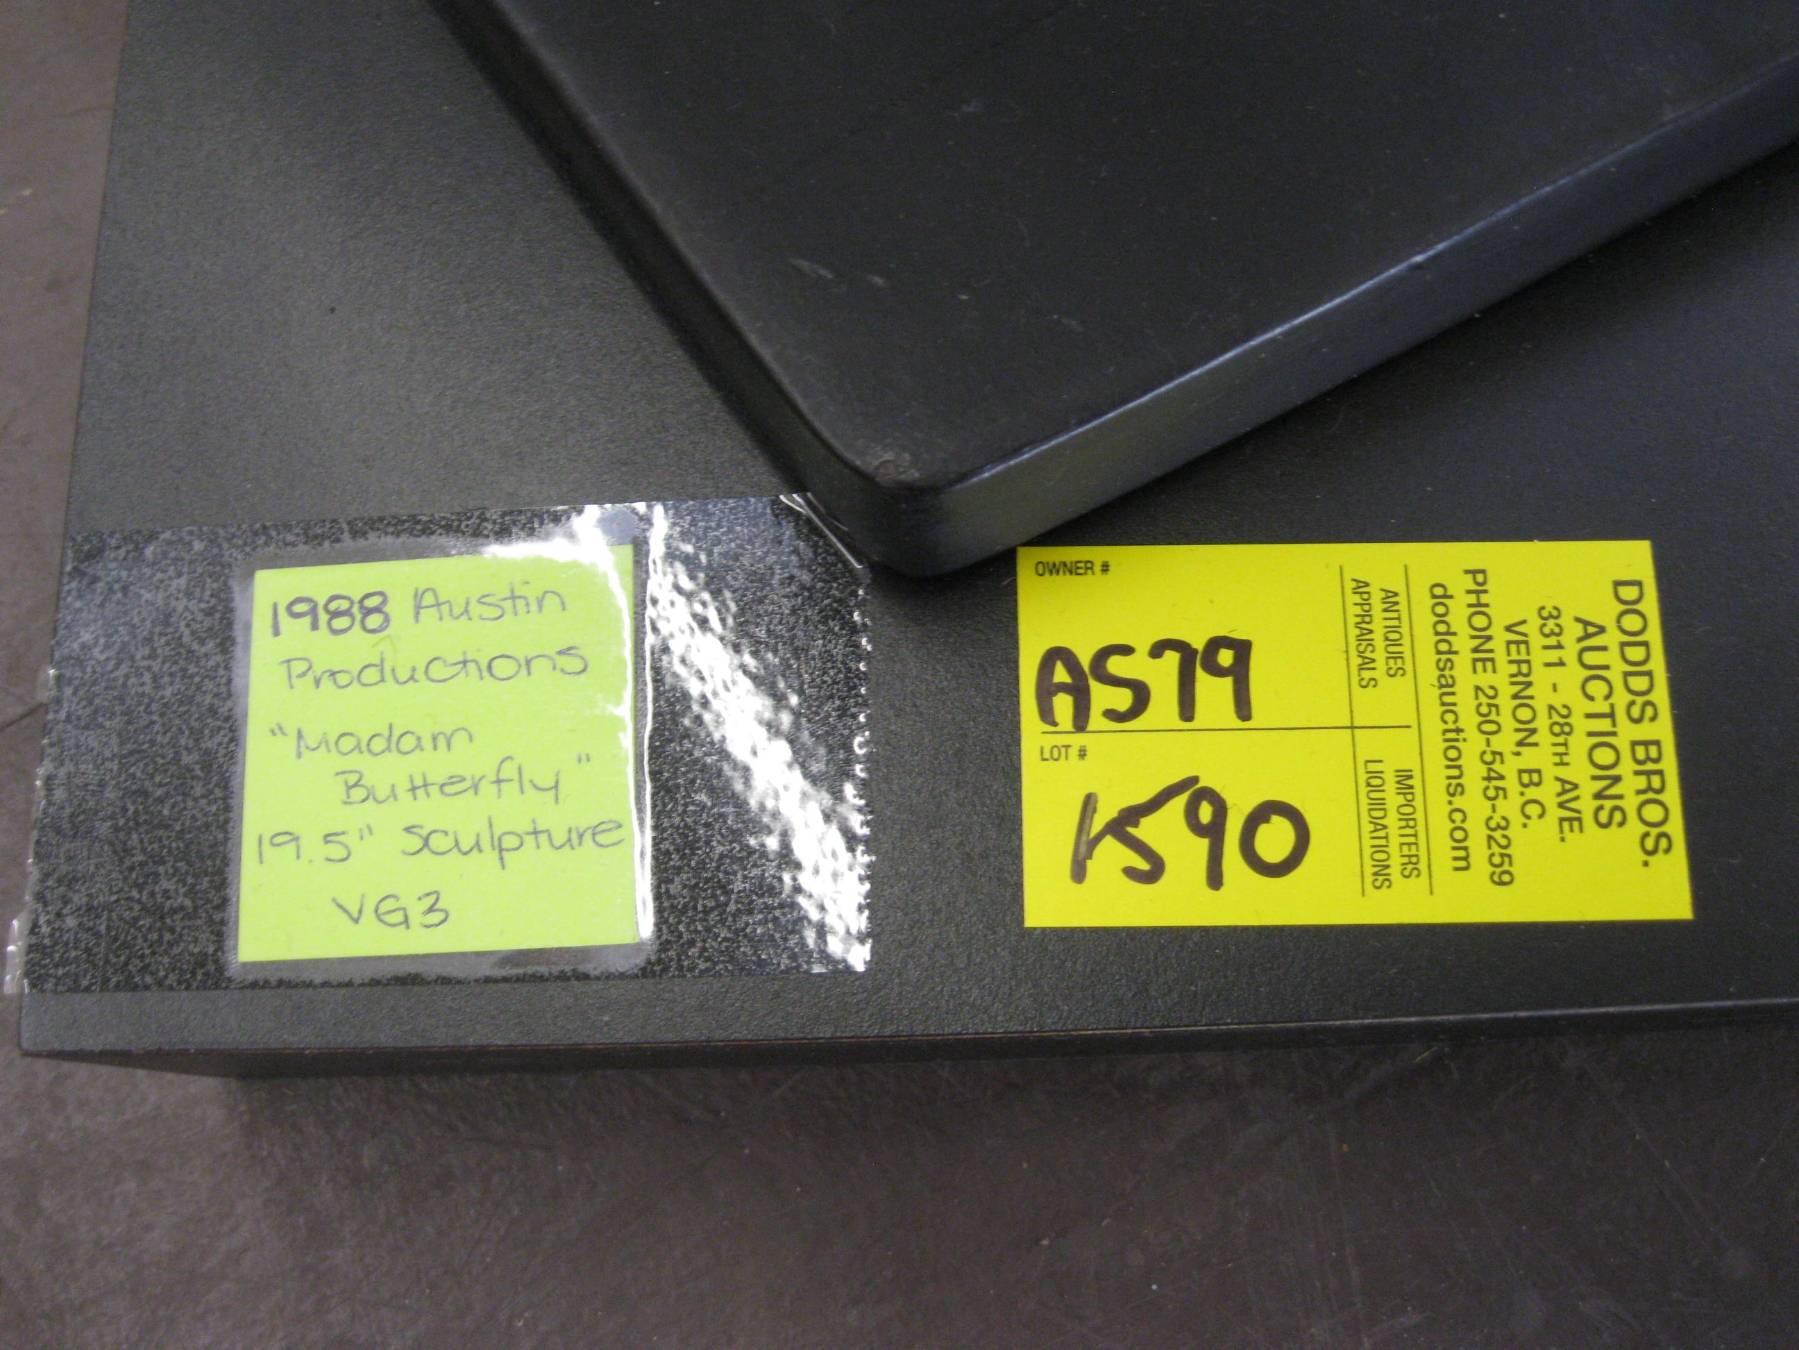 1988 Austin
Productions
"Madam
Butterfly"
19.5" Sculpture
VG3
OWNER #
A579
LOT #
1590
ANTIQUES
APPRAISALS
IMPORTERS
LIQUIDATIONS
DODDS BROS.
AUCTIONS
3311 - 28TH AVE.
VERNON, B.C.
PHONE 250-545-3259
doddsauctions.com